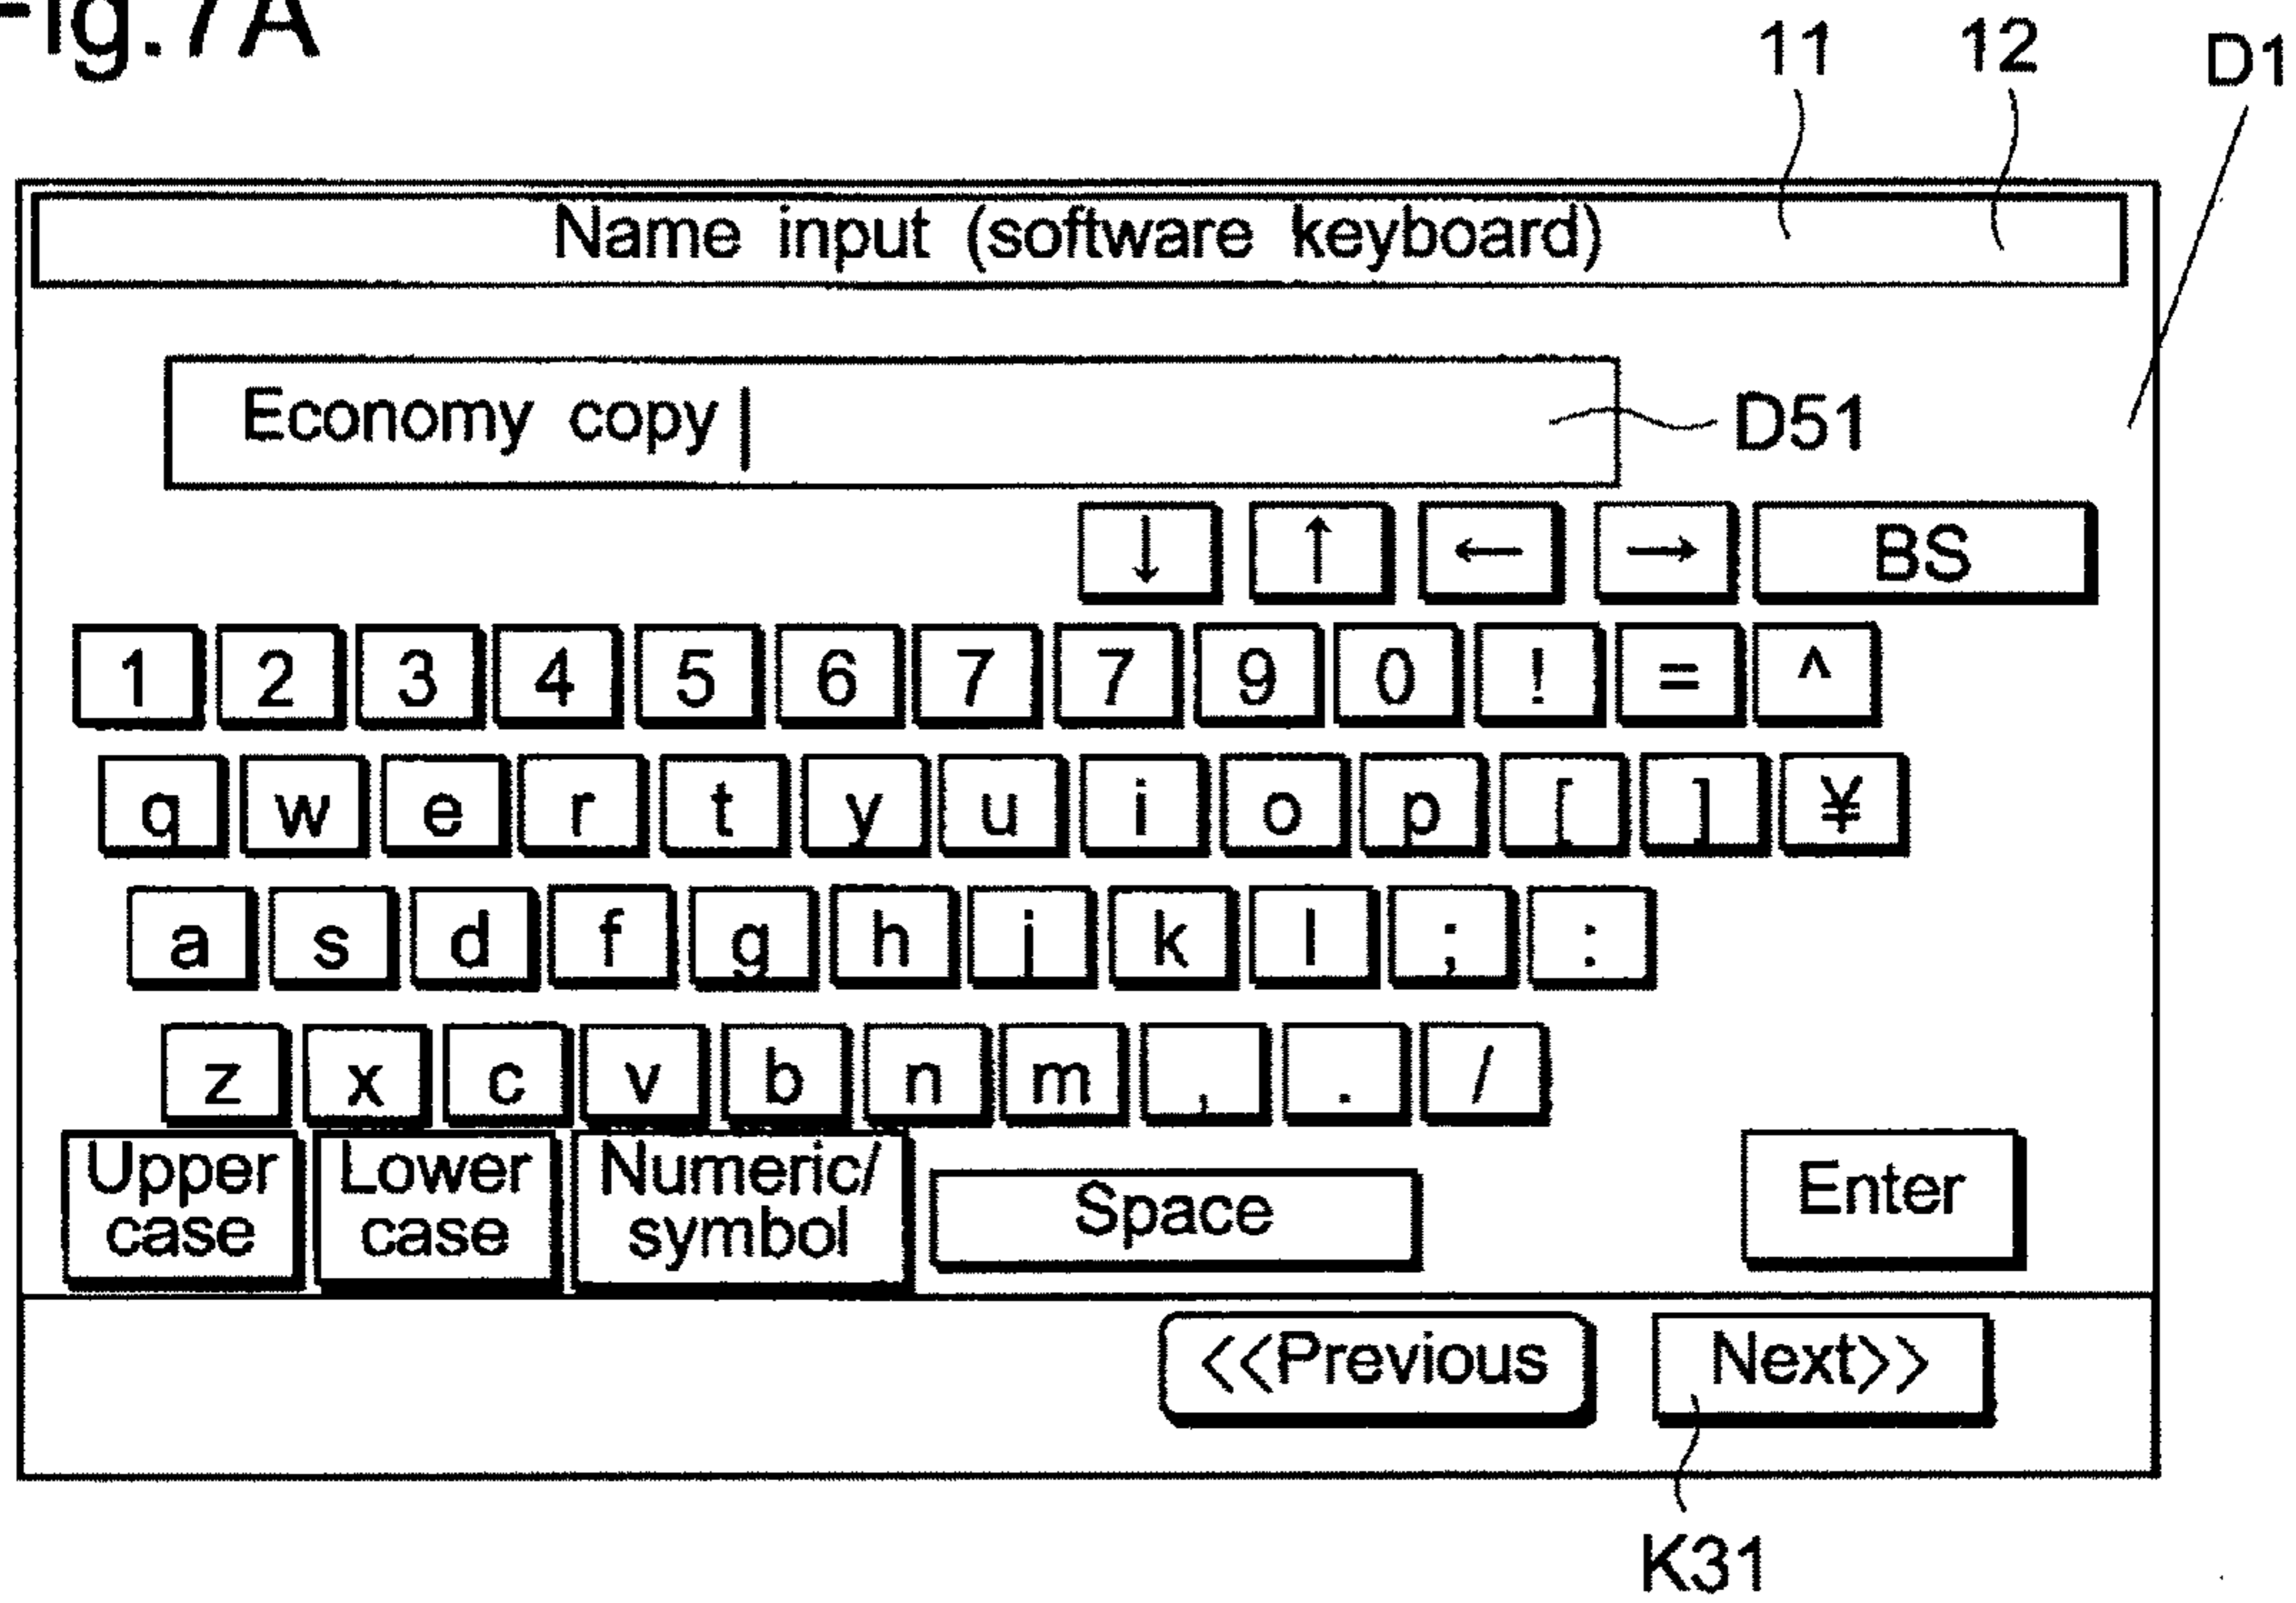 Fig.7A
11 12 D1
Name input (software keyboard)
Economy copy
D51
↓ ↑ ← → BS
1 2 3 4 5 6 7 7 9 0 ! = ^
q w e r t y u i o p [ ] ¥
a s d f g h j k l ; :
z x c v b n m , . /
Upper case
Lower case
Numeric/ symbol
Space
Enter
<<Previous Next>>
K31